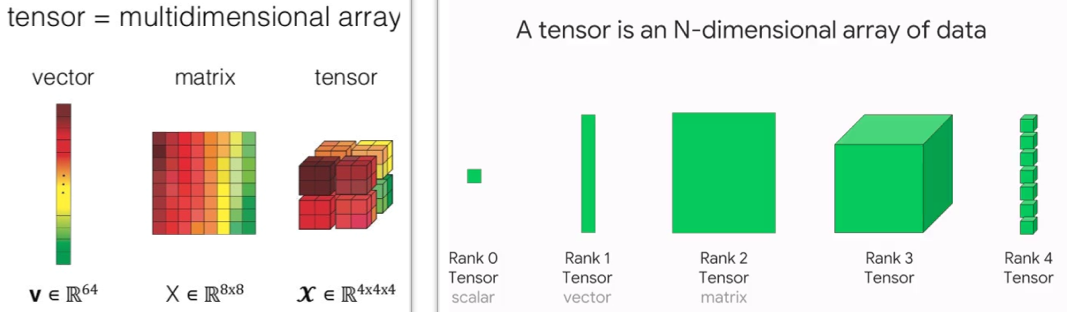 tensor = multidimensional array
vector
matrix
tensor
v ∈ ℝ⁶⁴
X ∈ ℝ⁸ˣ⁸
𝓧 ∈ ℝ⁴ˣ⁴ˣ⁴
A tensor is an N-dimensional array of data
Rank 0
Tensor
scalar
Rank 1
Tensor
vector
Rank 2
Tensor
matrix
Rank 3
Tensor
Rank 4
Tensor